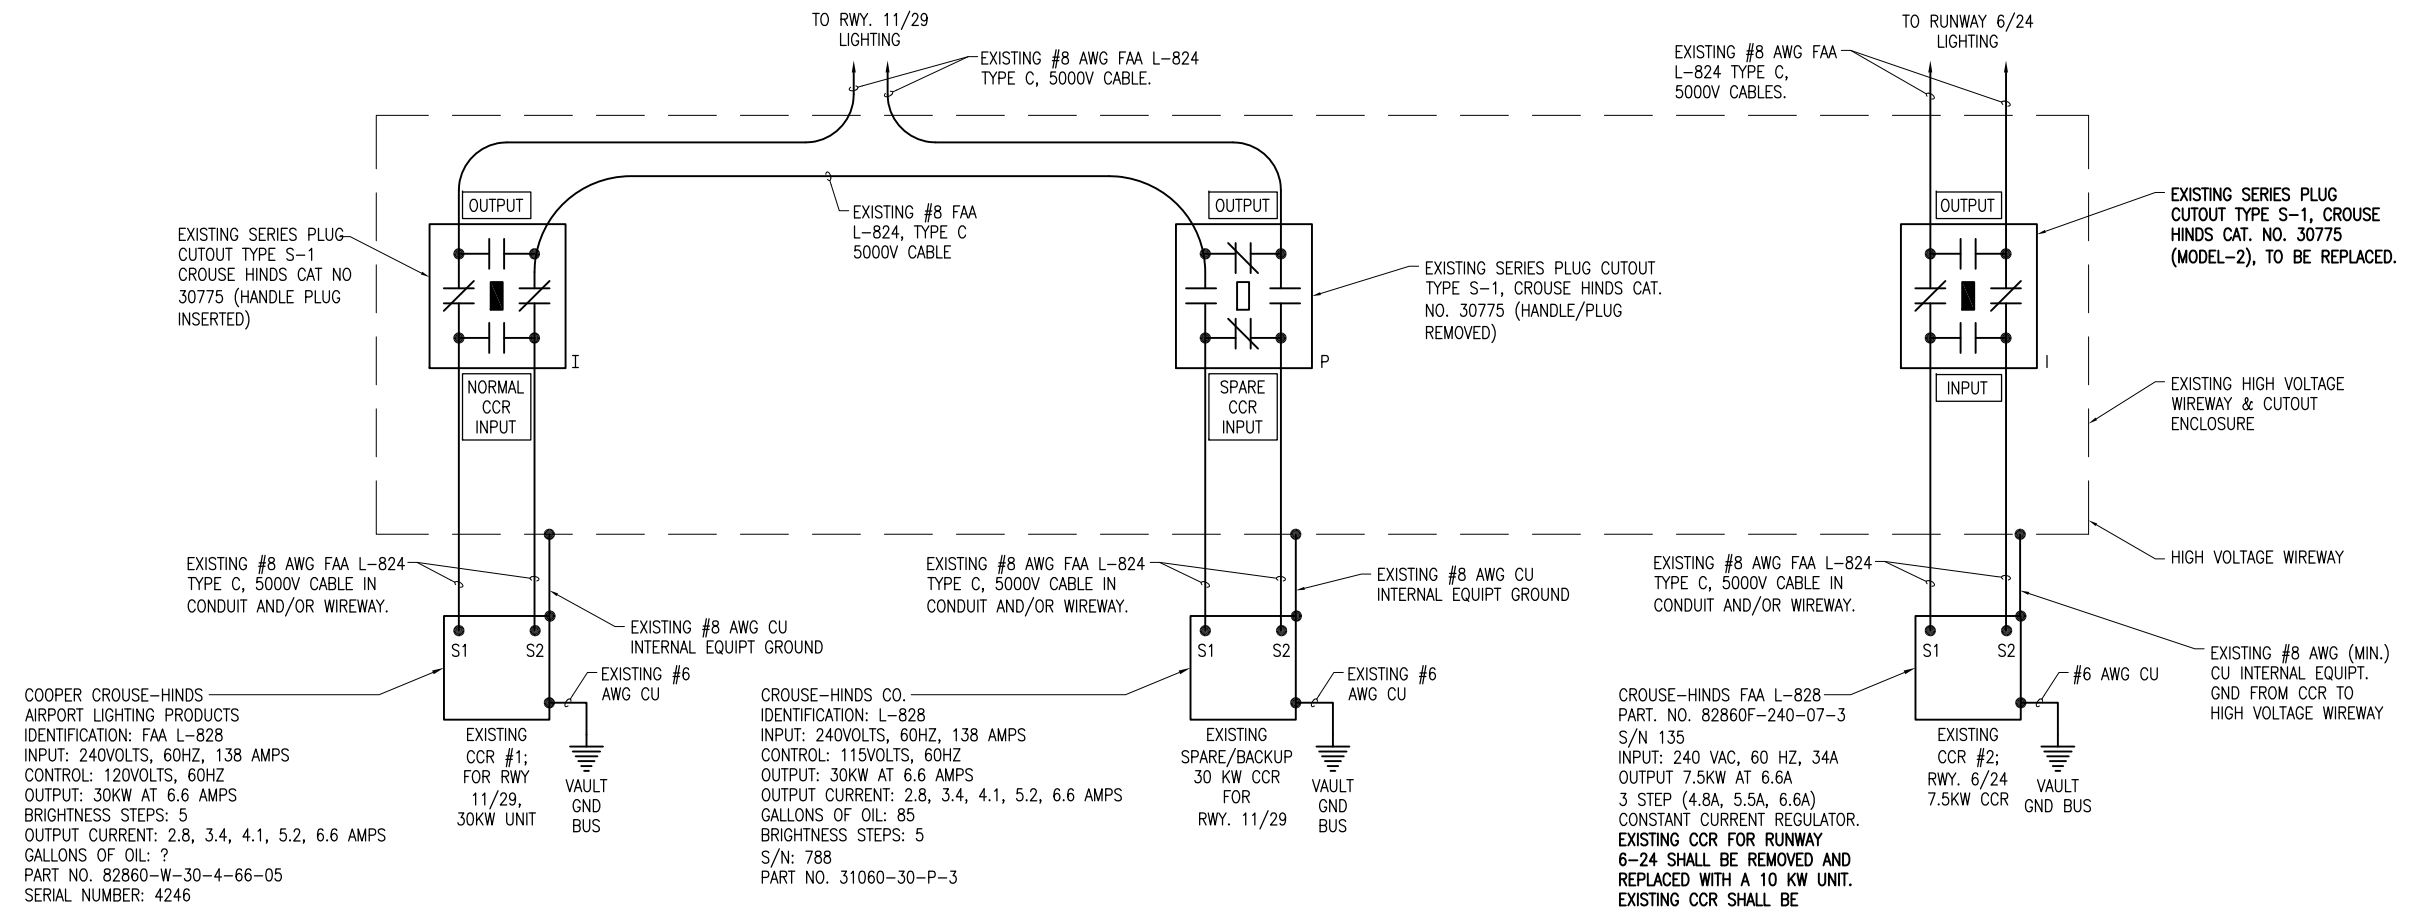 TO RWY. 11/29
LIGHTING
EXISTING #8 AWG FAA L-824
TYPE C, 5000V CABLE.
TO RUNWAY 6/24
LIGHTING
EXISTING #8 AWG FAA
L-824 TYPE C,
5000V CABLES.
OUTPUT
EXISTING SERIES PLUG
CUTOUT TYPE S-1
CROUSE HINDS CAT NO
30775 (HANDLE PLUG
INSERTED)
I
NORMAL
CCR
INPUT
EXISTING #8 FAA
L-824, TYPE C
5000V CABLE
OUTPUT
EXISTING SERIES PLUG CUTOUT
TYPE S-1, CROUSE HINDS CAT.
NO. 30775 (HANDLE/PLUG
REMOVED)
P
SPARE
CCR
INPUT
OUTPUT
EXISTING SERIES PLUG
CUTOUT TYPE S-1, CROUSE
HINDS CAT. NO. 30775
(MODEL-2), TO BE REPLACED.
I
INPUT
EXISTING HIGH VOLTAGE
WIREWAY & CUTOUT
ENCLOSURE
HIGH VOLTAGE WIREWAY
EXISTING #8 AWG FAA L-824
TYPE C, 5000V CABLE IN
CONDUIT AND/OR WIREWAY.
EXISTING #8 AWG CU
INTERNAL EQUIPT GROUND
S1
S2
EXISTING #6
AWG CU
COOPER CROUSE-HINDS
AIRPORT LIGHTING PRODUCTS
IDENTIFICATION: FAA L-828
INPUT: 240VOLTS, 60HZ, 138 AMPS
CONTROL: 120VOLTS, 60HZ
OUTPUT: 30KW AT 6.6 AMPS
BRIGHTNESS STEPS: 5
OUTPUT CURRENT: 2.8, 3.4, 4.1, 5.2, 6.6 AMPS
GALLONS OF OIL: ?
PART NO. 82860-W-30-4-66-05
SERIAL NUMBER: 4246
EXISTING
CCR #1;
FOR RWY
11/29,
30KW UNIT
VAULT
GND
BUS
EXISTING #8 AWG FAA L-824
TYPE C, 5000V CABLE IN
CONDUIT AND/OR WIREWAY.
EXISTING #8 AWG CU
INTERNAL EQUIPT GROUND
S1
S2
EXISTING #6
AWG CU
CROUSE-HINDS CO.
IDENTIFICATION: L-828
INPUT: 240VOLTS, 60HZ, 138 AMPS
CONTROL: 115VOLTS, 60HZ
OUTPUT: 30KW AT 6.6 AMPS
OUTPUT CURRENT: 2.8, 3.4, 4.1, 5.2, 6.6 AMPS
GALLONS OF OIL: 85
BRIGHTNESS STEPS: 5
S/N: 788
PART NO. 31060-30-P-3
EXISTING
SPARE/BACKUP
30 KW CCR
FOR
RWY. 11/29
VAULT
GND
BUS
EXISTING #8 AWG FAA L-824
TYPE C, 5000V CABLE IN
CONDUIT AND/OR WIREWAY.
S1
S2
EXISTING #8 AWG (MIN.)
CU INTERNAL EQUIPT.
GND FROM CCR TO
HIGH VOLTAGE WIREWAY
#6 AWG CU
CROUSE-HINDS FAA L-828
PART. NO. 82860F-240-07-3
S/N 135
INPUT: 240 VAC, 60 HZ, 34A
OUTPUT 7.5KW AT 6.6A
3 STEP (4.8A, 5.5A, 6.6A)
CONSTANT CURRENT REGULATOR.
EXISTING CCR FOR RUNWAY
6-24 SHALL BE REMOVED AND
REPLACED WITH A 10 KW UNIT.
EXISTING CCR SHALL BE
EXISTING
CCR #2;
RWY. 6/24
7.5KW CCR
VAULT
GND BUS